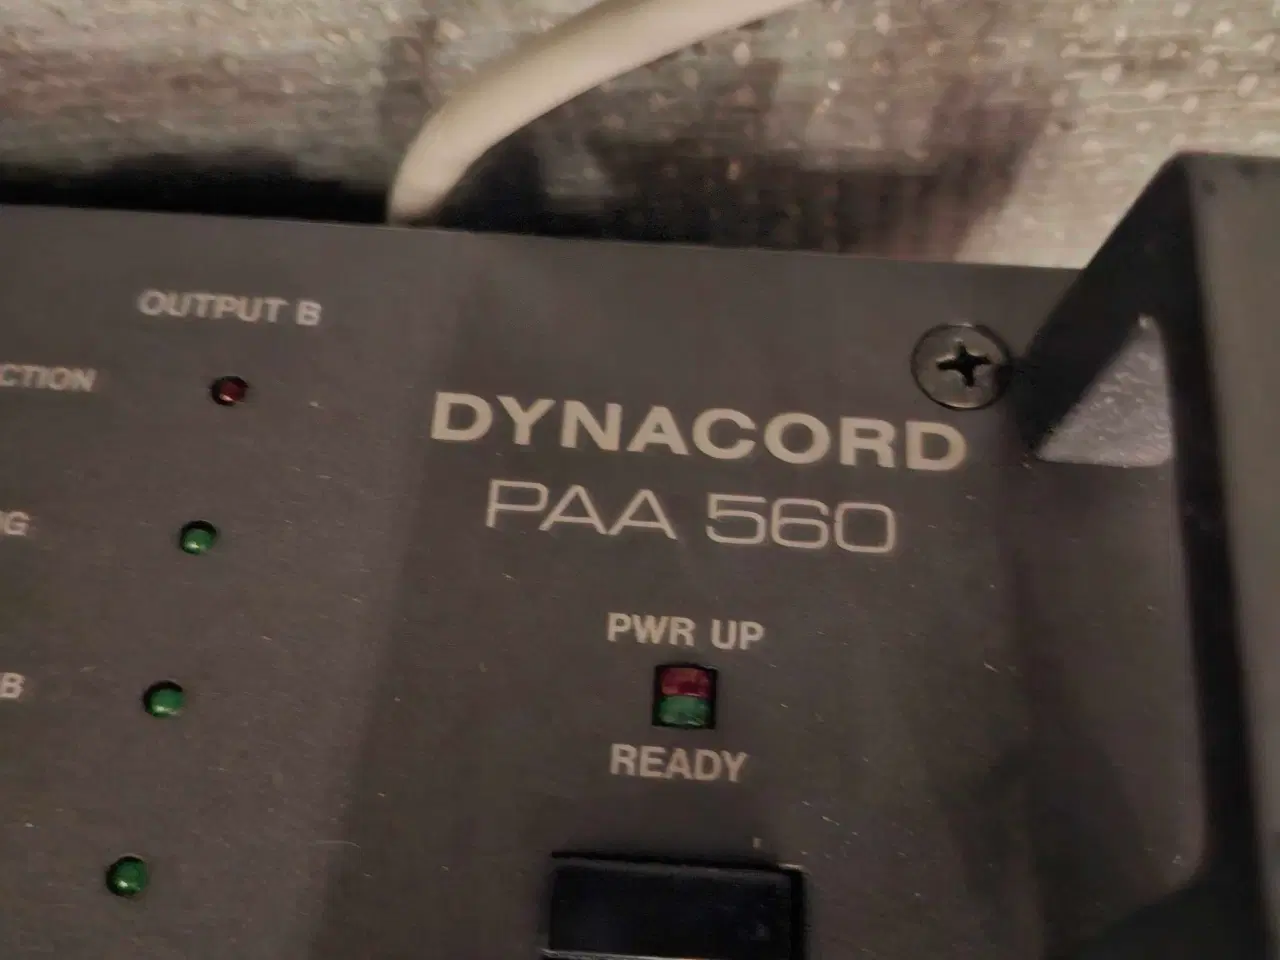 OUTPUT B
CTION
DYNACORD
PAA 560
G
PWR UP
B
READY